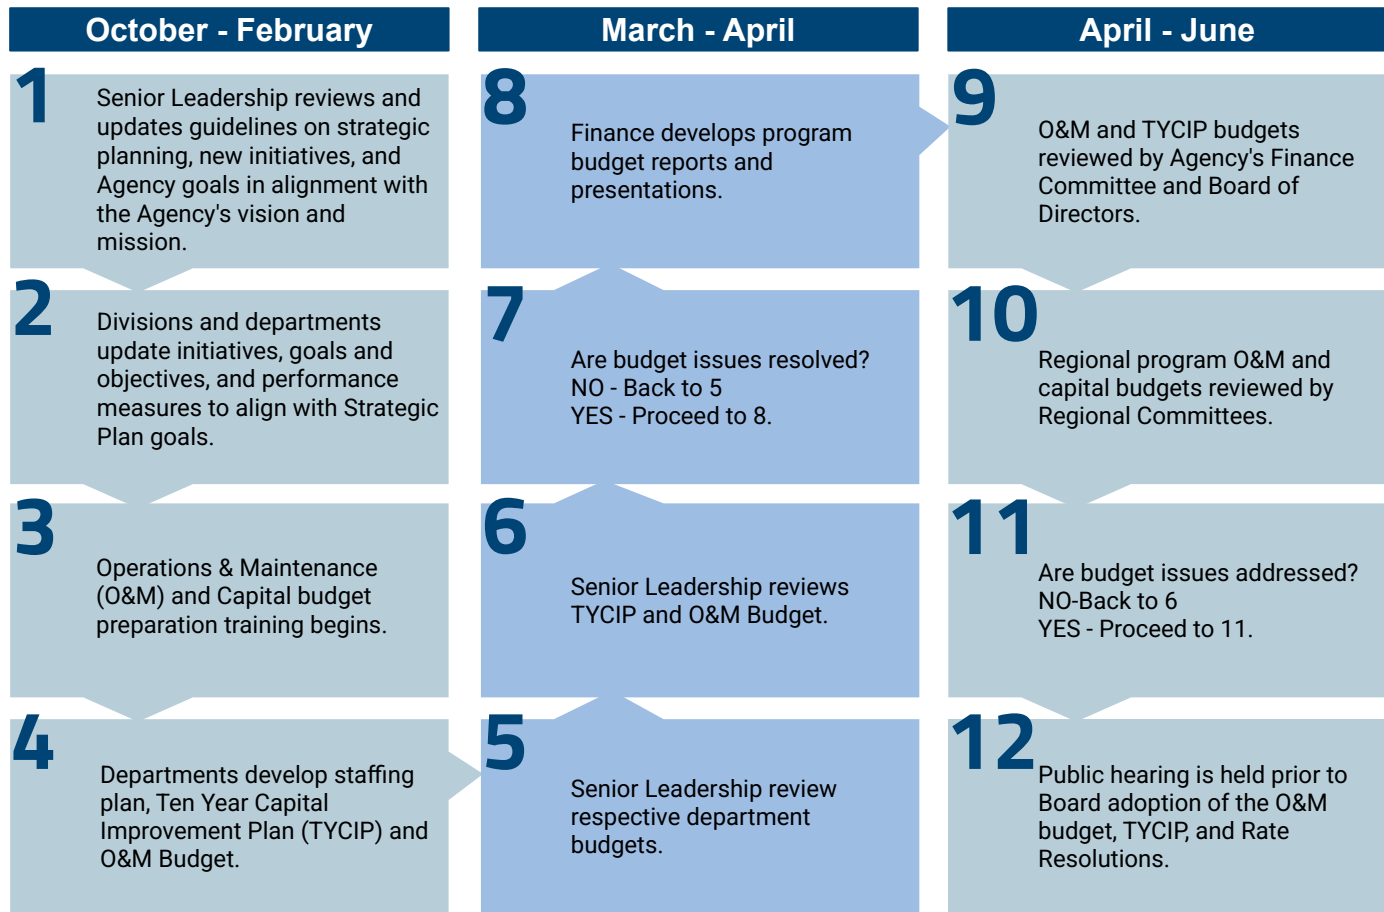 October - February
1
Senior Leadership reviews and
updates guidelines on strategic
planning, new initiatives, and
Agency goals in alignment with
the Agency's vision and
mission.
2
Divisions and departments
update initiatives, goals and
objectives, and performance
measures to align with Strategic
Plan goals.
3
Operations & Maintenance
(O&M) and Capital budget
preparation training begins.
4
Departments develop staffing
plan, Ten Year Capital
Improvement Plan (TYCIP) and
O&M Budget.
March - April
8
Finance develops program
budget reports and
presentations.
7
Are budget issues resolved?
NO - Back to 5
YES - Proceed to 8.
6
Senior Leadership reviews
TYCIP and O&M Budget.
5
Senior Leadership review
respective department
budgets.
April - June
9
O&M and TYCIP budgets
reviewed by Agency's Finance
Committee and Board of
Directors.
10
Regional program O&M and
capital budgets reviewed by
Regional Committees.
11
Are budget issues addressed?
NO-Back to 6
YES - Proceed to 11.
12
Public hearing is held prior to
Board adoption of the O&M
budget, TYCIP, and Rate
Resolutions.